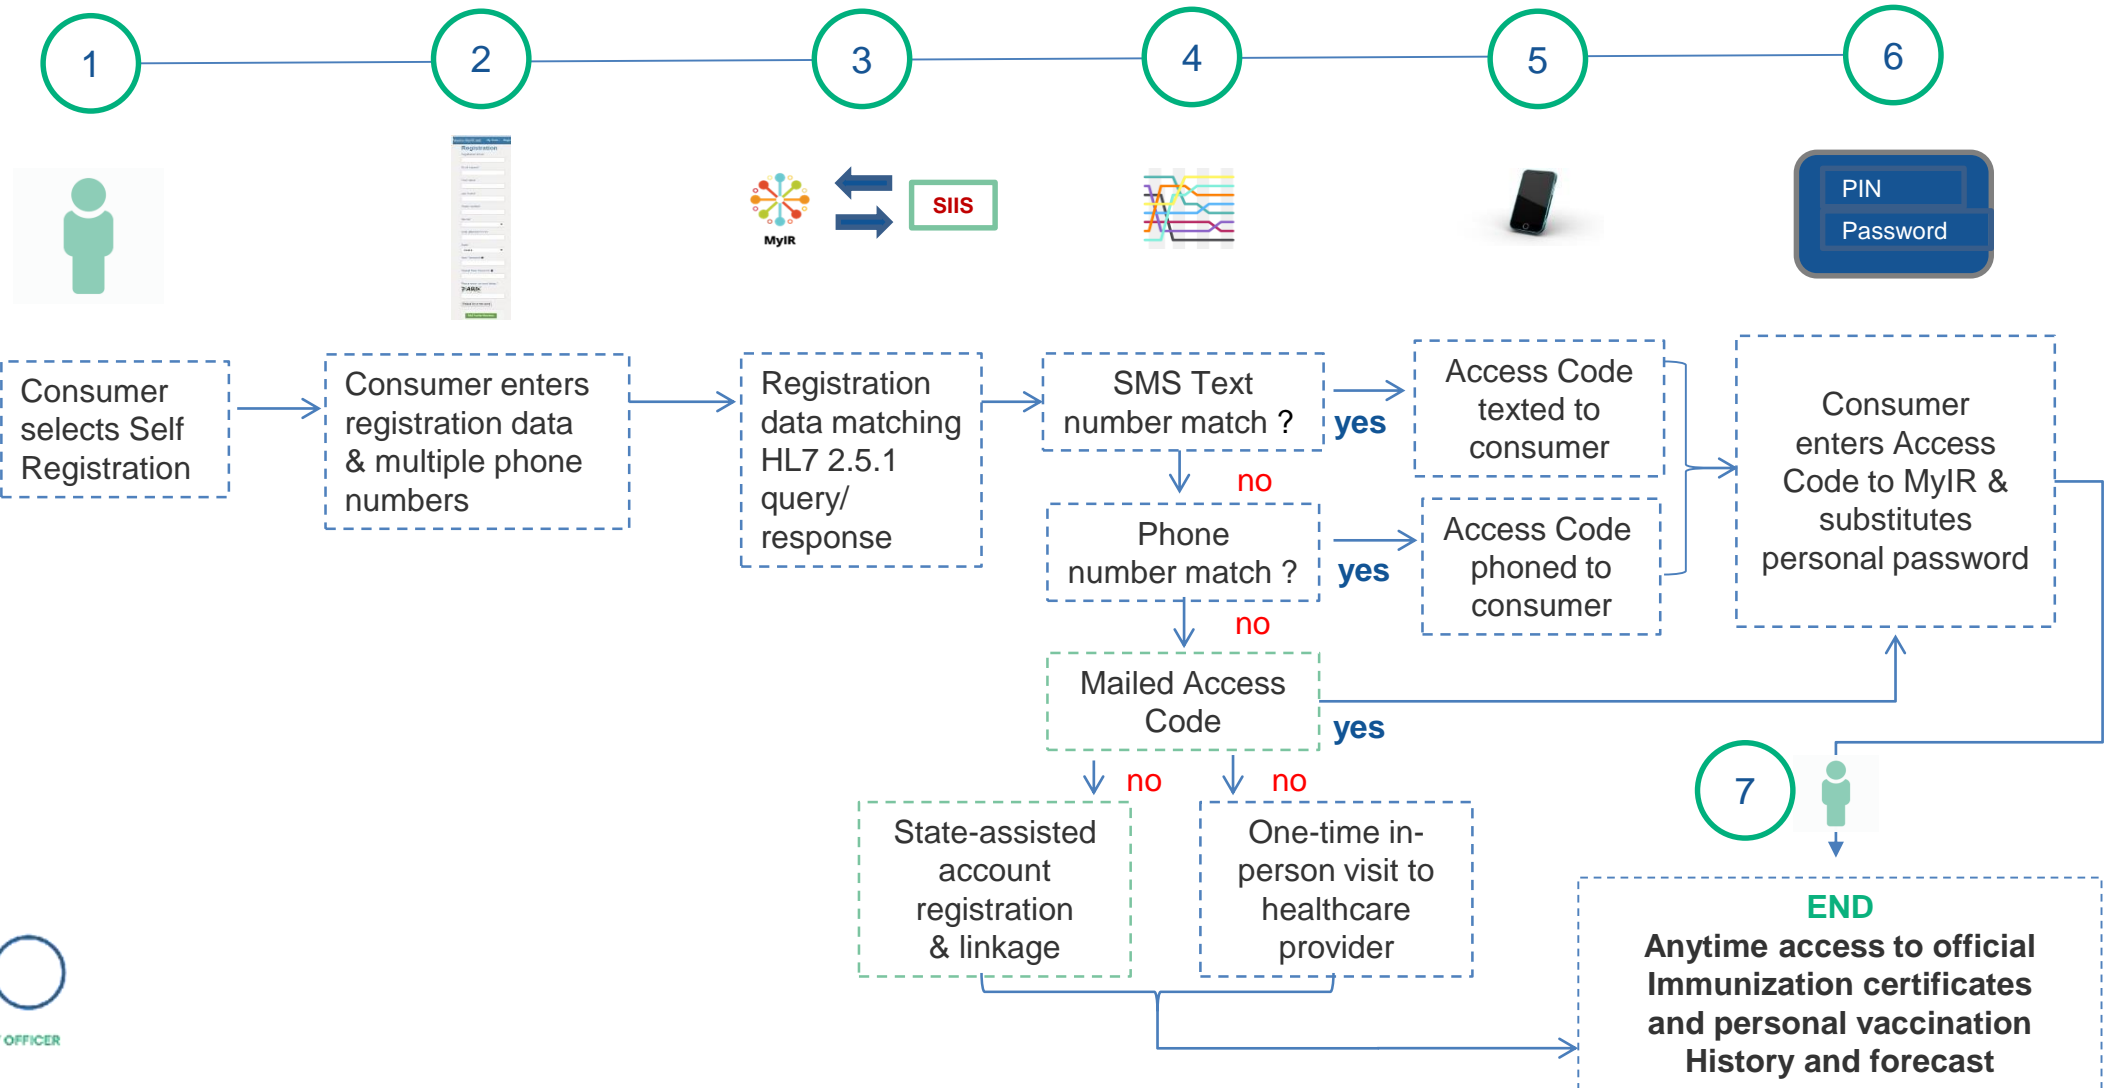 1
2
3
4
5
6
Registration
MyIR
SIIS
PIN
Password
Consumer
selects Self
Registration
Consumer enters
registration data
& multiple phone
numbers
Registration
data matching
HL7 2.5.1
query/
response
SMS Text
number match ?
yes
no
Access Code
texted to
consumer
Phone
number match ?
yes
no
Access Code
phoned to
consumer
Consumer
enters Access
Code to MyIR &
substitutes
personal password
Mailed Access
Code
yes
no
no
State-assisted
account
registration
& linkage
One-time in-
person visit to
healthcare
provider
7
END
Anytime access to official
Immunization certificates
and personal vaccination
History and forecast
OFFICER